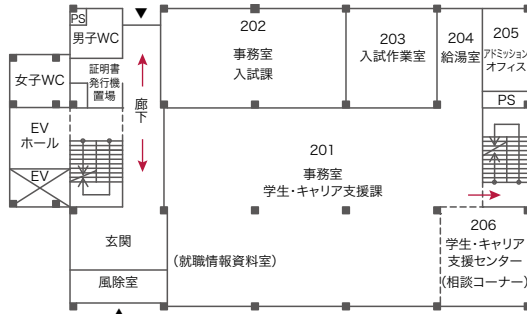 PS
男子WC
女子WC
証明書
発行機
置場
廊下
EV
ホール
EV
玄関
風除室
202
事務室
入試課
203
入試作業室
204
給湯室
205
アドミッション
オフィス
PS
201
事務室
学生・キャリア支援課
(就職情報資料室)
206
学生・キャリア
支援センター
(相談コーナー)